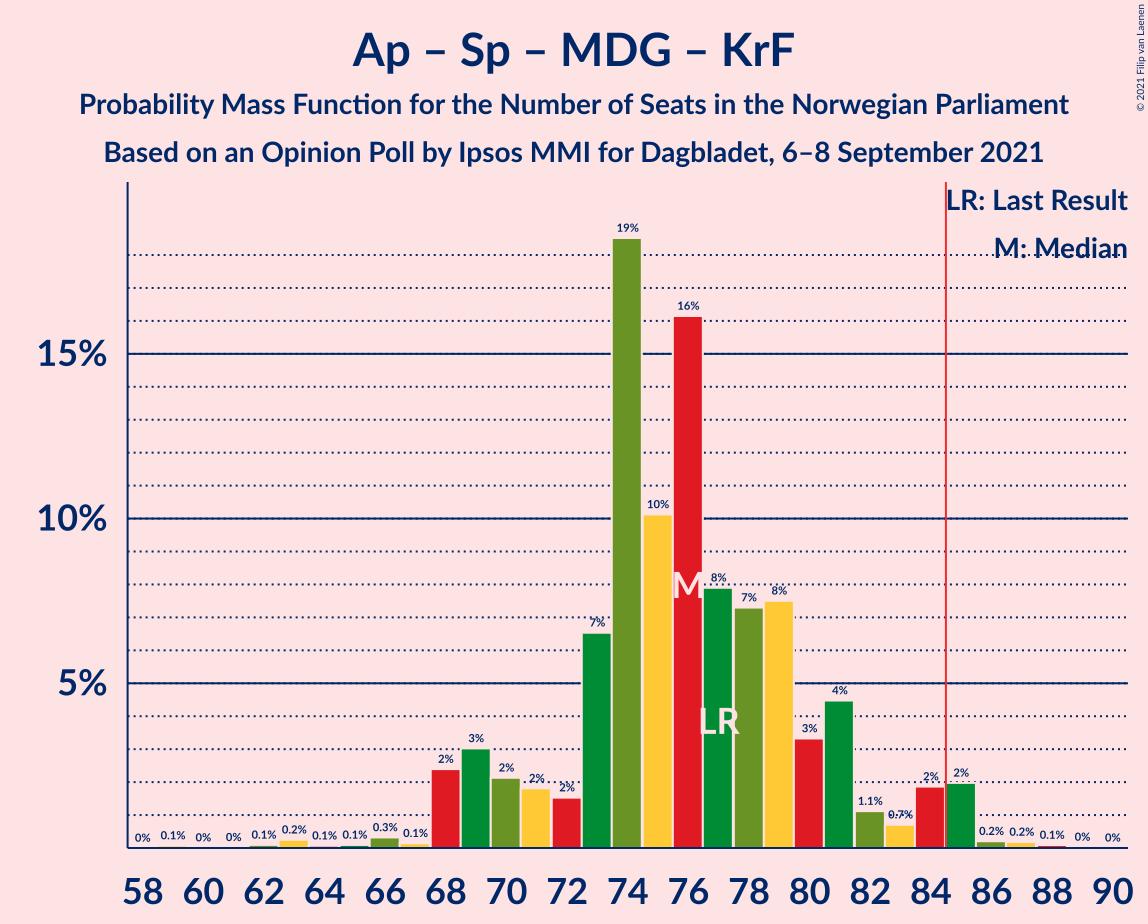 Ap – Sp – MDG – KrF
Probability Mass Function for the Number of Seats in the Norwegian Parliament
Based on an Opinion Poll by Ipsos MMI for Dagbladet, 6–8 September 2021
© 2021 Filip van Laenen
LR: Last Result
M: Median
15%
10%
5%
0% 0.1% 0% 0% 0.1% 0.2% 0.1% 0.1% 0.3% 0.1% 2% 3% 2% 2% 2% 7% 19% 10% 16% 8% 7% 8% 3% 4% 1.1% 0.7% 2% 2% 0.2% 0.2% 0.1% 0% 0%
M
LR
58 60 62 64 66 68 70 72 74 76 78 80 82 84 86 88 90